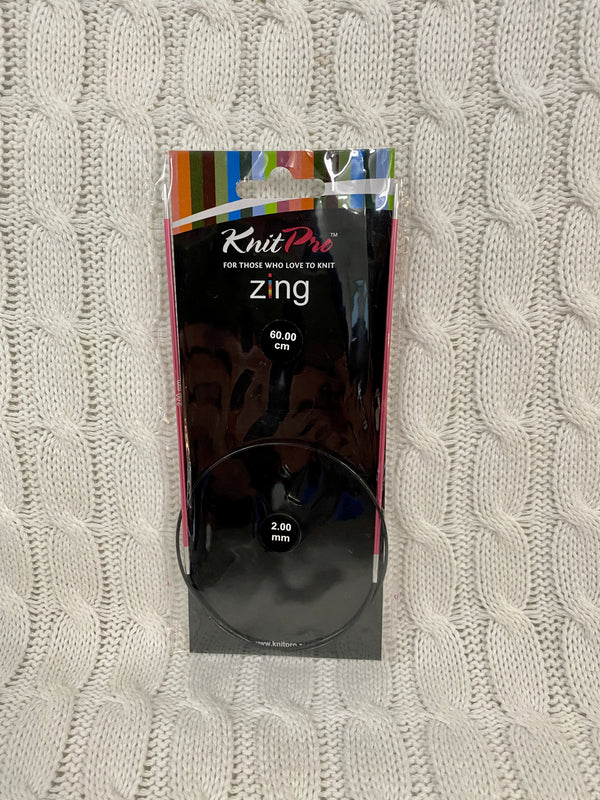 KnitPro™
FOR THOSE WHO LOVE TO KNIT
zing
60.00
cm
2.00
mm